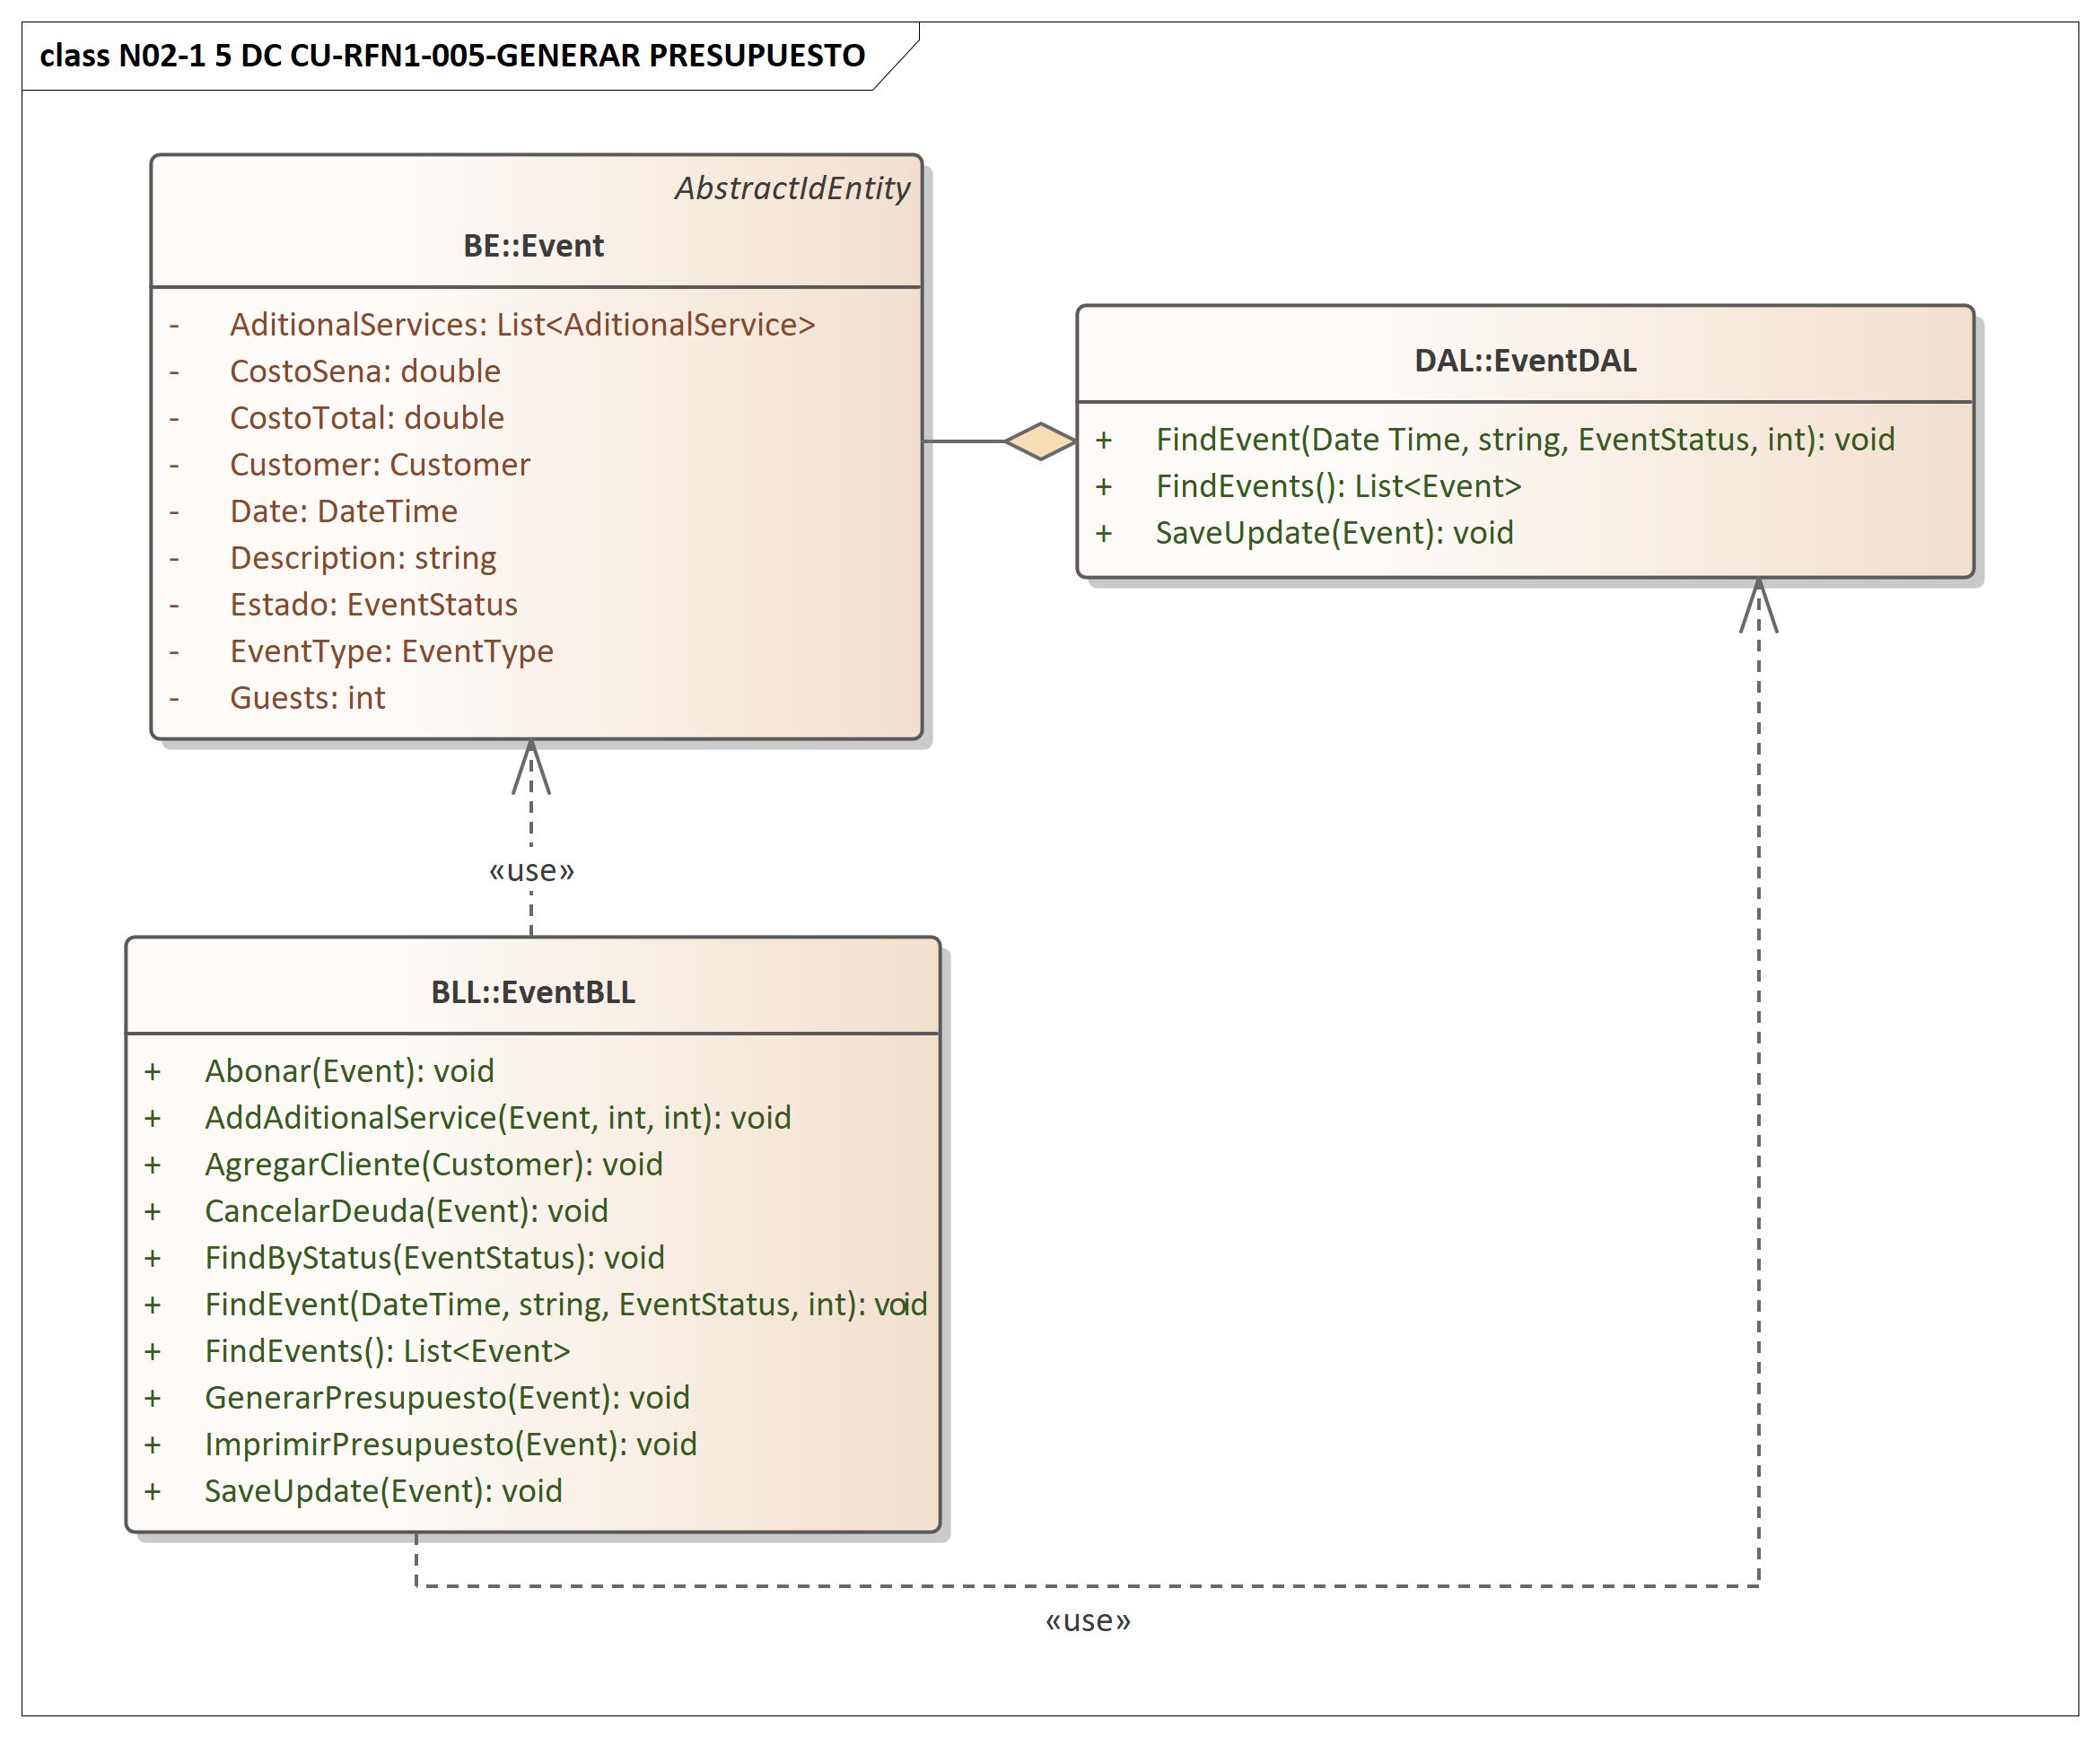 class N02-1 5 DC CU-RFN1-005-GENERAR PRESUPUESTO
AbstractIdEntity
BE::Event
- AditionalServices: List<AditionalService>
- CostoSena: double
- CostoTotal: double
- Customer: Customer
- Date: DateTime
- Description: string
- Estado: EventStatus
- EventType: EventType
- Guests: int
DAL::EventDAL
+ FindEvent(Date Time, string, EventStatus, int): void
+ FindEvents(): List<Event>
+ SaveUpdate(Event): void
«use»
BLL::EventBLL
+ Abonar(Event): void
+ AddAditionalService(Event, int, int): void
+ AgregarCliente(Customer): void
+ CancelarDeuda(Event): void
+ FindByStatus(EventStatus): void
+ FindEvent(DateTime, string, EventStatus, int): void
+ FindEvents(): List<Event>
+ GenerarPresupuesto(Event): void
+ ImprimirPresupuesto(Event): void
+ SaveUpdate(Event): void
«use»